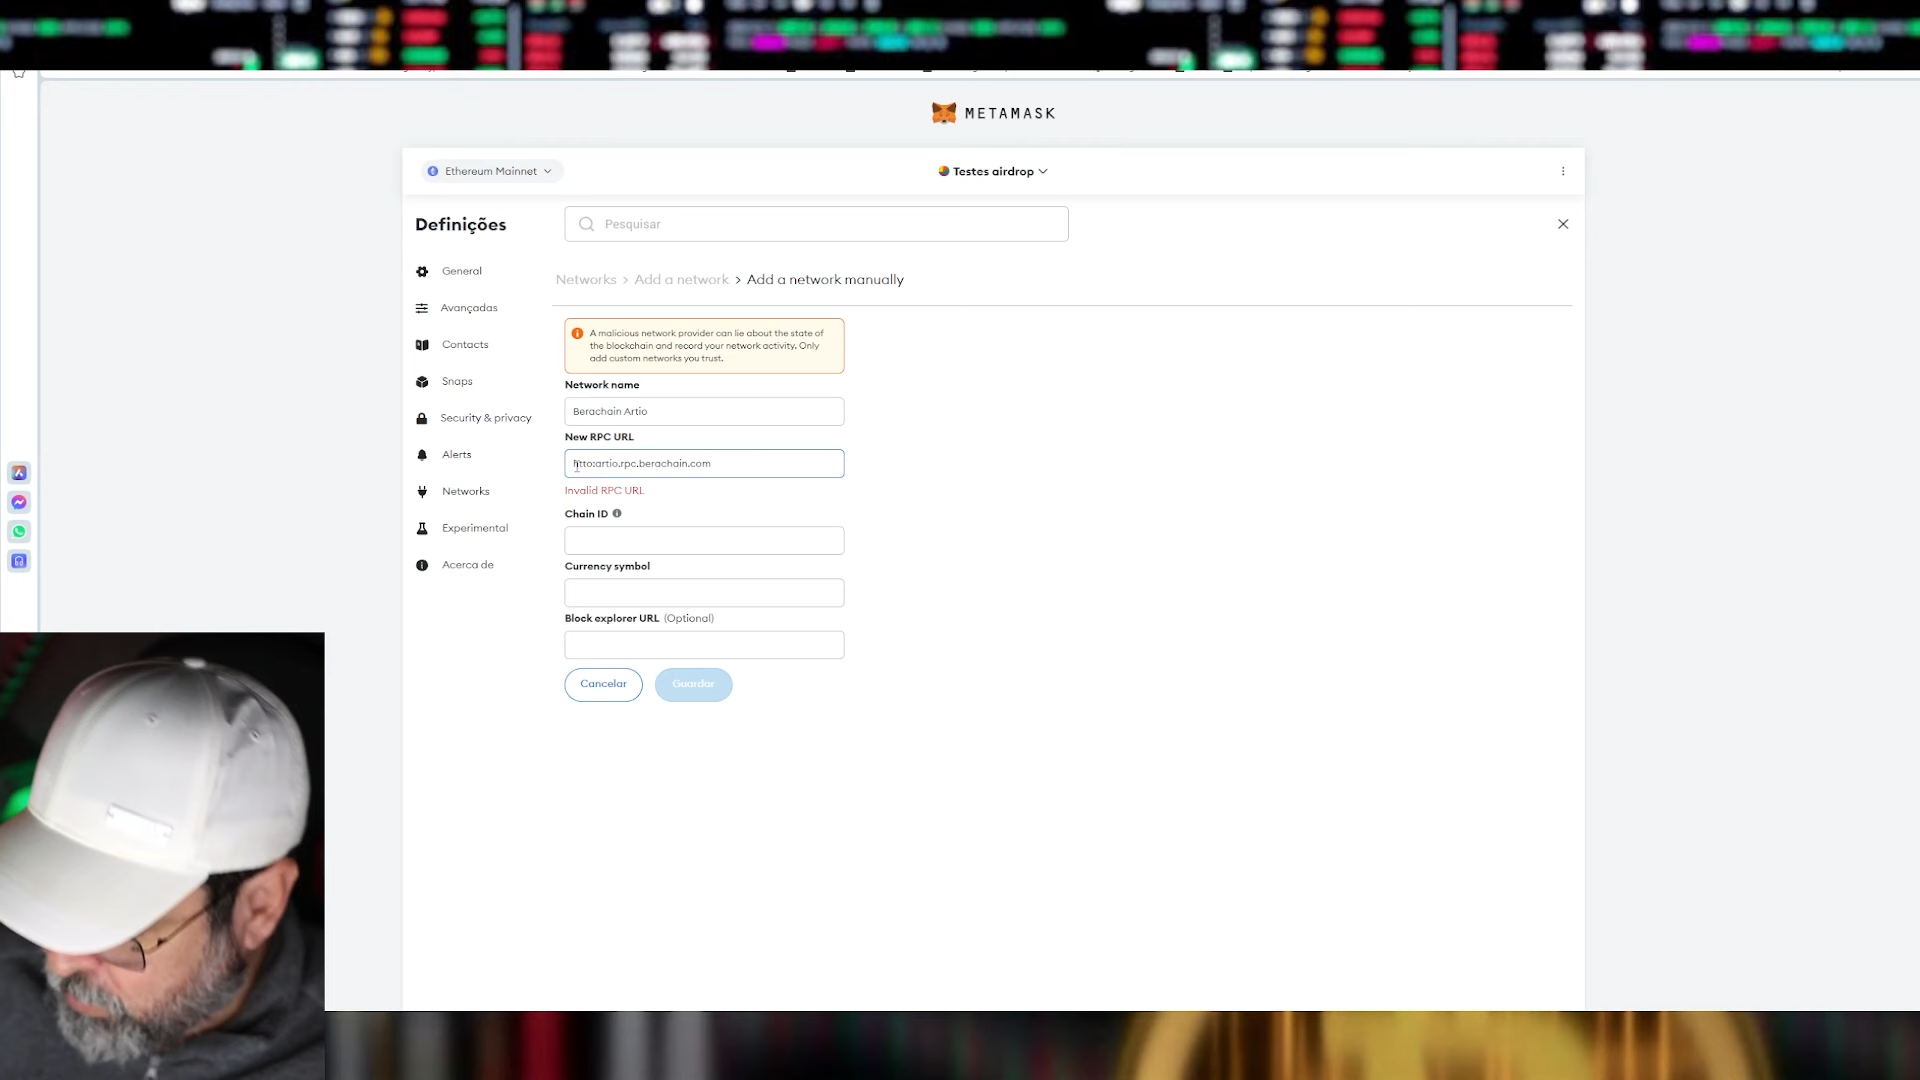 METAMASK
Ethereum Mainnet
Testes airdrop
Definições
Pesquisar
General
Avançadas
Contacts
Snaps
Security & privacy
Alerts
Networks
Experimental
Acerca de
Networks > Add a network > Add a network manually
A malicious network provider can lie about the state of
the blockchain and record your network activity. Only
add custom networks you trust.
Network name
Berachain Artio
New RPC URL
htto:artio.rpc.berachain.com
Invalid RPC URL
Chain ID
Currency symbol
Block explorer URL (Optional)
Cancelar
Guardar